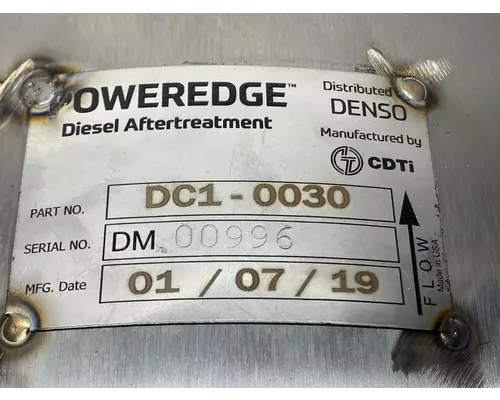 POWEREDGE™
Diesel Aftertreatment
Distributed
DENSO
Manufactured by
CDTi
PART NO. DC1-0030
SERIAL NO. DM 00996
MFG. Date 01 / 07 / 19
FLOW
Made in USA